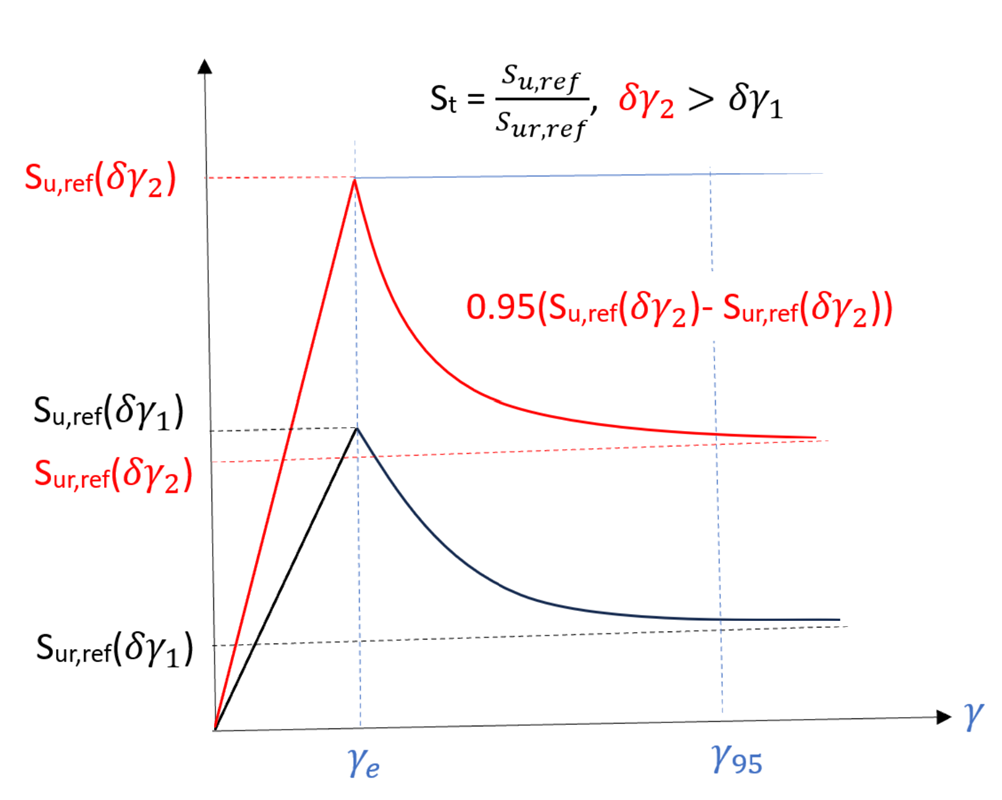 Sₜ = S𝑢,𝑟𝑒𝑓 / S𝑢𝑟,𝑟𝑒𝑓, δγ₂ > δγ₁
Su,ref(δγ₂)
0.95(Su,ref(δγ₂)- Sur,ref(δγ₂))
Su,ref(δγ₁)
Sur,ref(δγ₂)
Sur,ref(δγ₁)
γ
γe
γ95